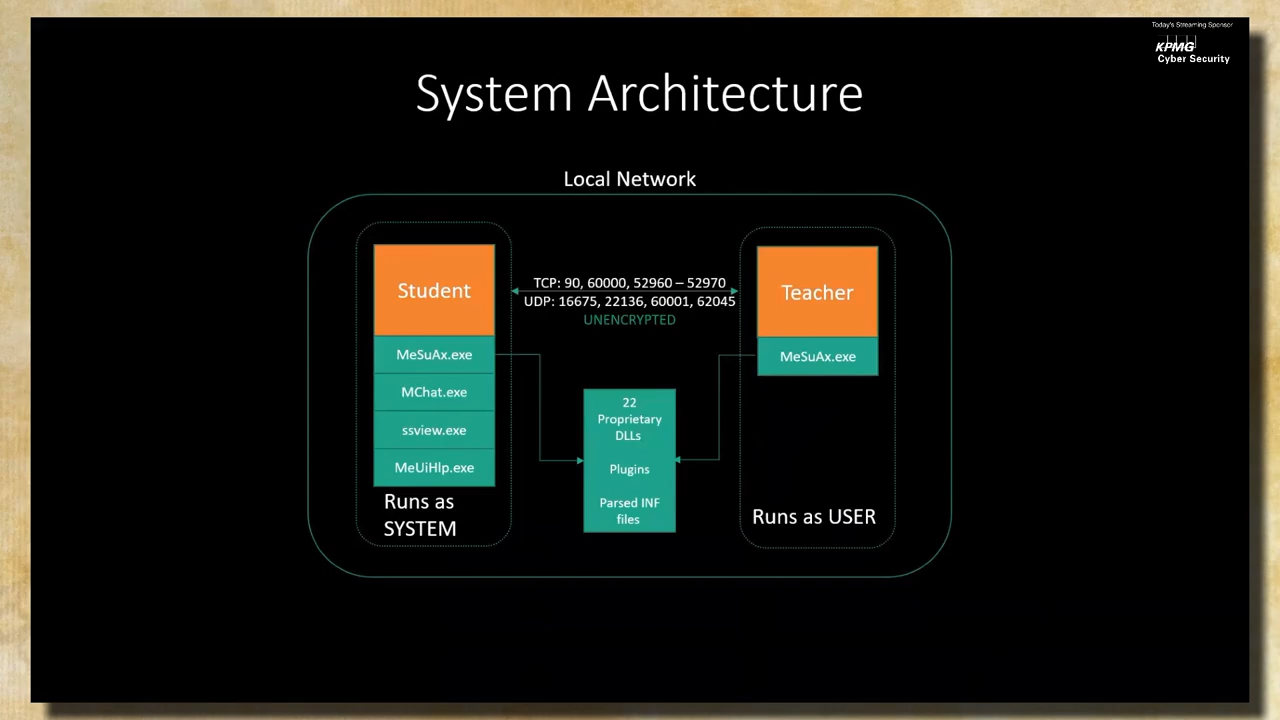 Today's Streaming Sponsor
KPMG
Cyber Security
System Architecture
Local Network
Student
MeSuAx.exe
MChat.exe
ssview.exe
MeUiHlp.exe
Runs as
SYSTEM
TCP: 90, 60000, 52960 – 52970
UDP: 16675, 22136, 60001, 62045
UNENCRYPTED
22
Proprietary
DLLs
Plugins
Parsed INF
files
Teacher
MeSuAx.exe
Runs as USER